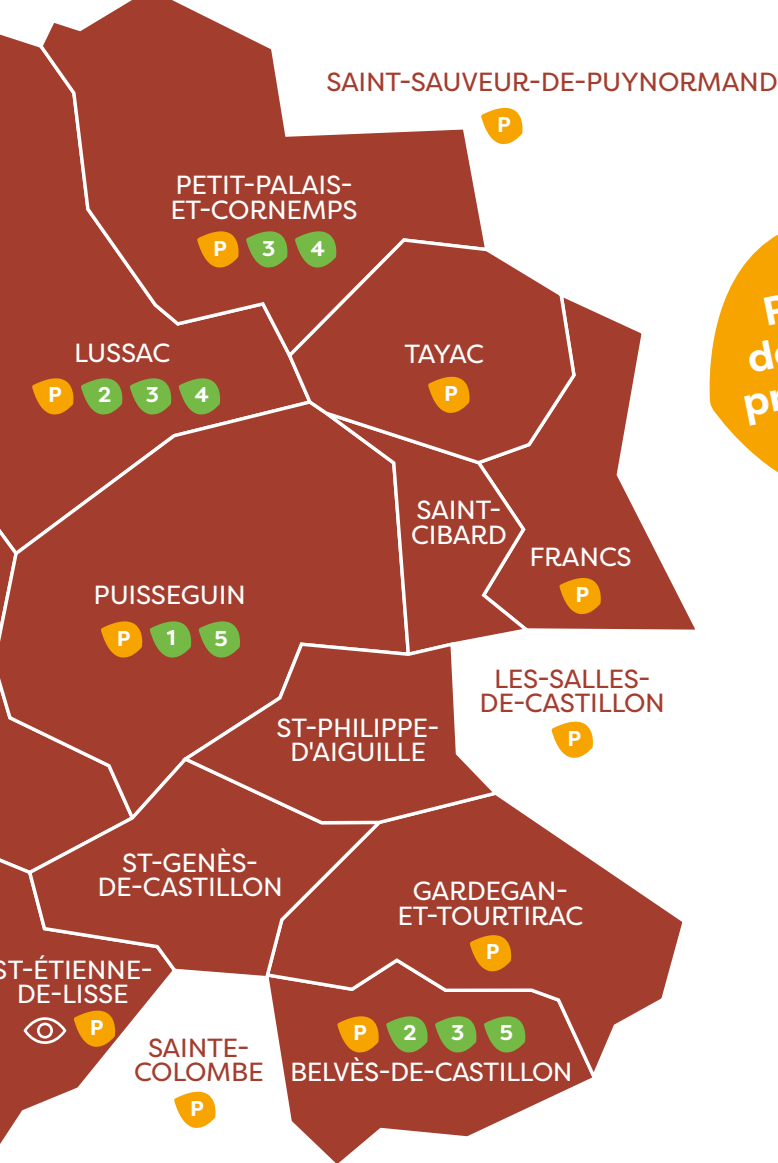 SAINT-SAUVEUR-DE-PUYNORMAND
P
PETIT-PALAIS-
ET-CORNEMPS
P 3 4
LUSSAC
P 2 3 4
TAYAC
P
SAINT-
CIBARD
FRANCS
P
PUISSEGUIN
P 1 5
LES-SALLES-
DE-CASTILLON
P
ST-PHILIPPE-
D'AIGUILLE
ST-GENÈS-
DE-CASTILLON
GARDEGAN-
ET-TOURTIRAC
P
ST-ÉTIENNE-
DE-LISSE
P
SAINTE-
COLOMBE
P
P 2 3 5
BELVÈS-DE-CASTILLON